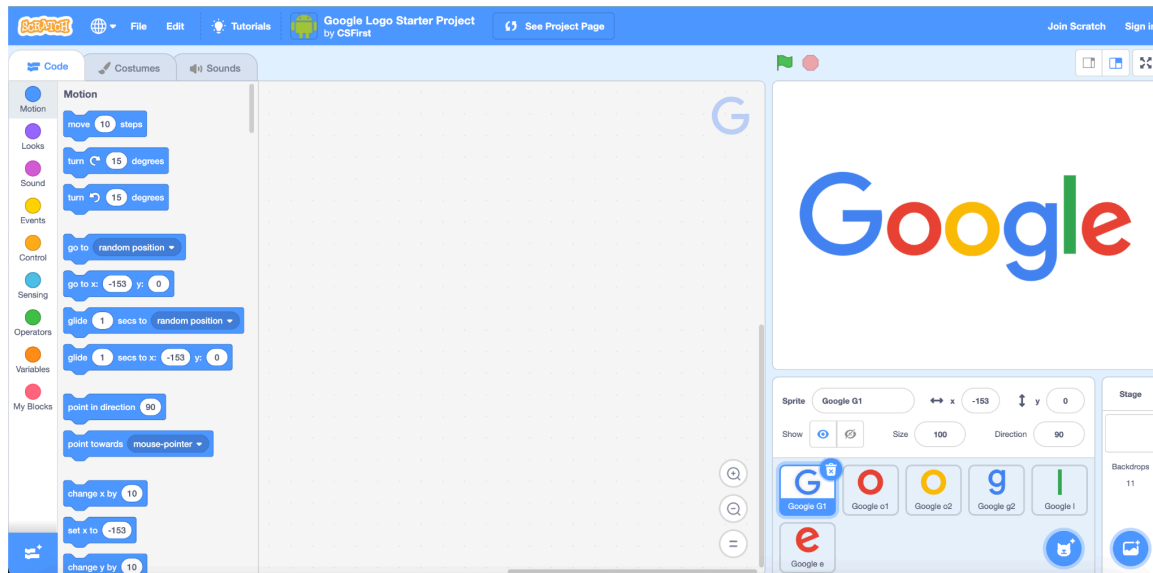 SCRATCH File Edit Tutorials Google Logo Starter Project by CSFirst See Project Page Join Scratch Sign
Code Costumes Sounds
Motion
Looks
Sound
Events
Control
Sensing
Operators
Variables
My Blocks
Motion
move 10 steps
turn 15 degrees
turn 15 degrees
go to random position
go to x: -153 y: 0
glide 1 secs to random position
glide 1 secs to x: -153 y: 0
point in direction 90
point towards mouse-pointer
change x by 10
set x to -153
change y by 10
G
Google
Sprite Google G1 x -153 y 0
Show Size 100 Direction 90
G o o g l
Google G1 Google o1 Google o2 Google g2 Google l
e
Google e
Stage
Backdrops
11